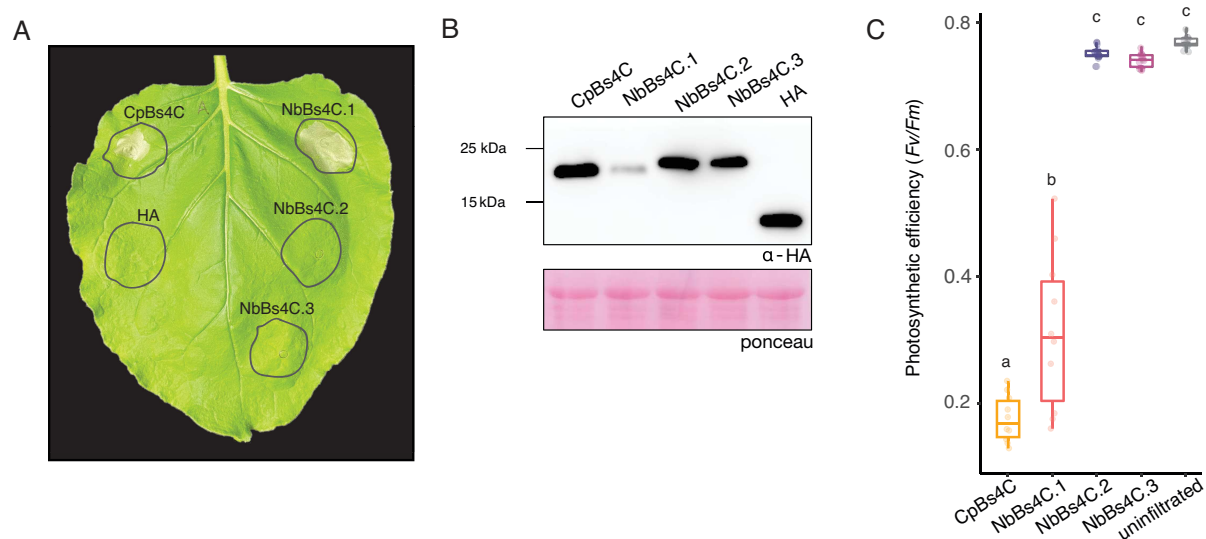 A
CpBs4C
NbBs4C.1
A
HA
NbBs4C.2
NbBs4C.3
B
CpBs4C
NbBs4C.1
NbBs4C.2
NbBs4C.3
HA
25 kDa
15 kDa
α-HA
ponceau
C
Photosynthetic efficiency (Fv/Fm)
0.8
0.6
0.4
0.2
a
b
c
c
c
CpBs4C
NbBs4C.1
NbBs4C.2
NbBs4C.3
uninfiltrated